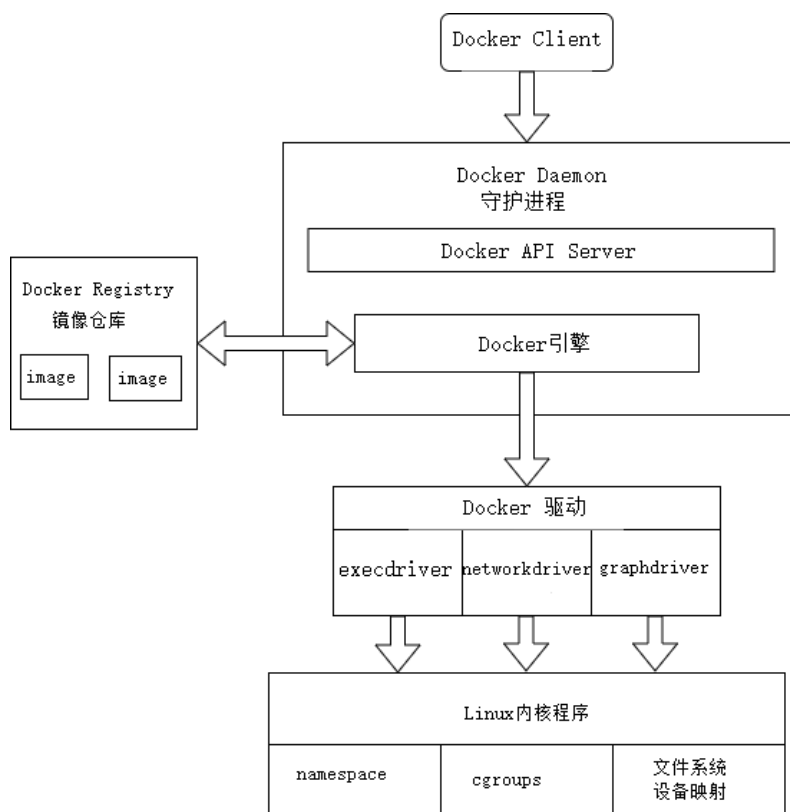 Docker Client
Docker Daemon
守护进程
Docker API Server
Docker Registry
镜像仓库
image
image
Docker引擎
Docker 驱动
execdriver
networkdriver
graphdriver
Linux内核程序
namespace
cgroups
文件系统
设备映射